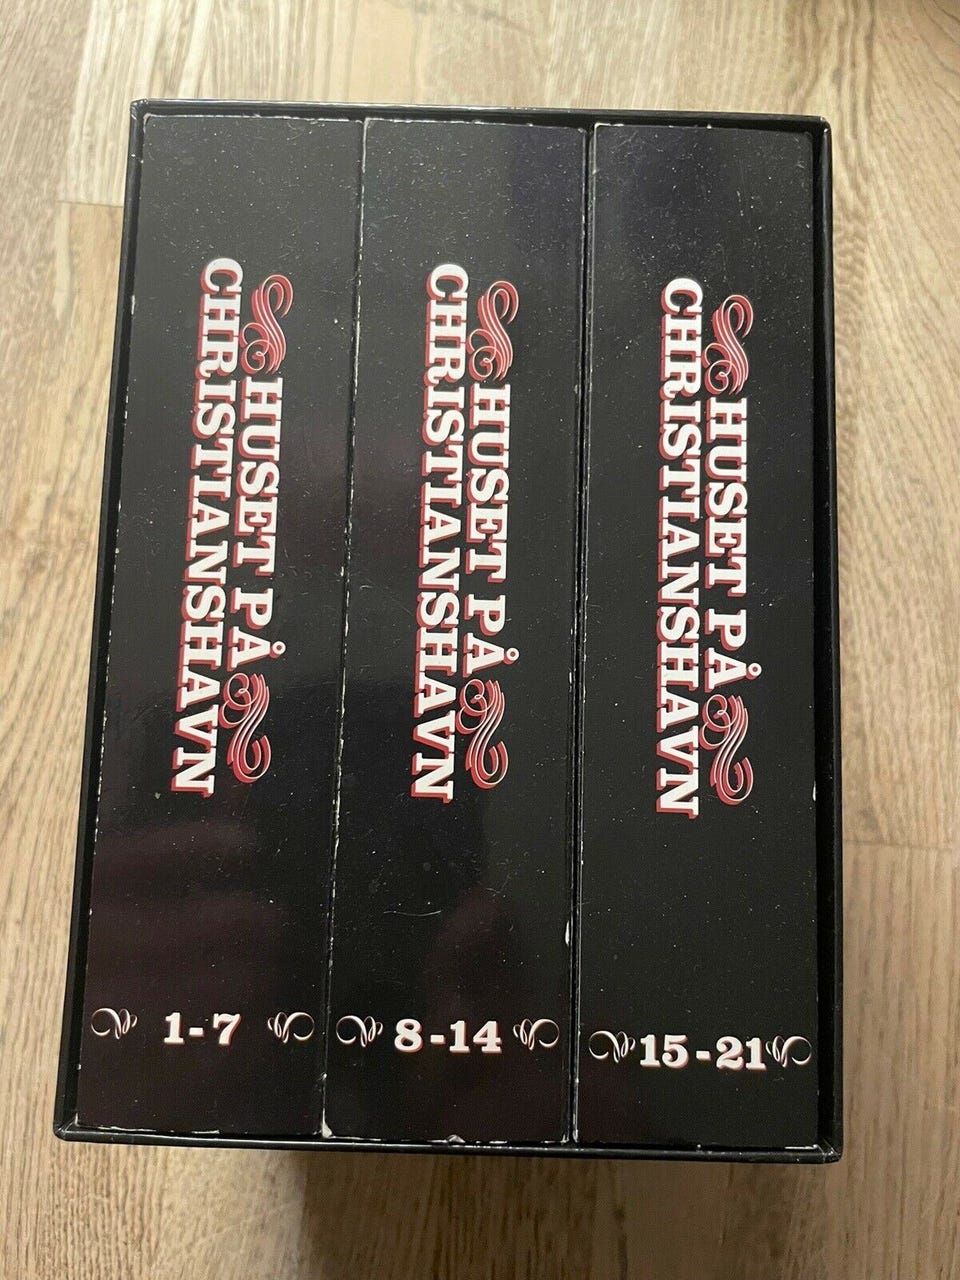 HUSET PÅ
CHRISTIANSHAVN
1-7
HUSET PÅ
CHRISTIANSHAVN
8-14
HUSET PÅ
CHRISTIANSHAVN
15-21